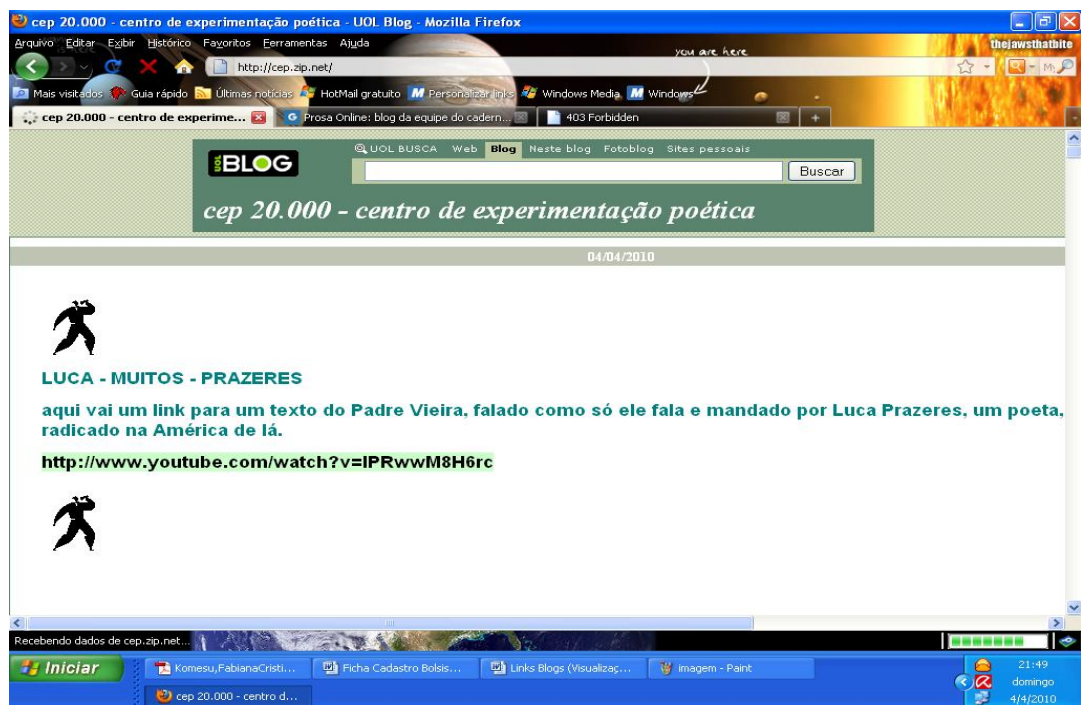 cep 20.000 - centro de experimentação poética - UOL Blog - Mozilla Firefox
Arquivo Editar Exibir Histórico Favoritos Ferramentas Ajuda
you are here
thejawsthatbite
http://cep.zip.net/
Mais visitados Guia rápido Últimas notícias HotMail gratuito Personalizar links Windows Media Windows
cep 20.000 - centro de experime... Prosa Online: blog da equipe do cadern... 403 Forbidden
UOL BUSCA Web Blog Neste blog Fotoblog Sites pessoais
BLOG
Buscar
cep 20.000 - centro de experimentação poética
04/04/2010
LUCA - MUITOS - PRAZERES
aqui vai um link para um texto do Padre Vieira, falado como só ele fala e mandado por Luca Prazeres, um poeta,
radicado na América de lá.
http://www.youtube.com/watch?v=IPRwwM8H6rc
Recebendo dados de cep.zip.net...
Iniciar Komesu,FabianaCristi... Ficha Cadastro Bolsis... Links Blogs (Visualizaç... imagem - Paint 21:49
domingo
cep 20.000 - centro d... 4/4/2010